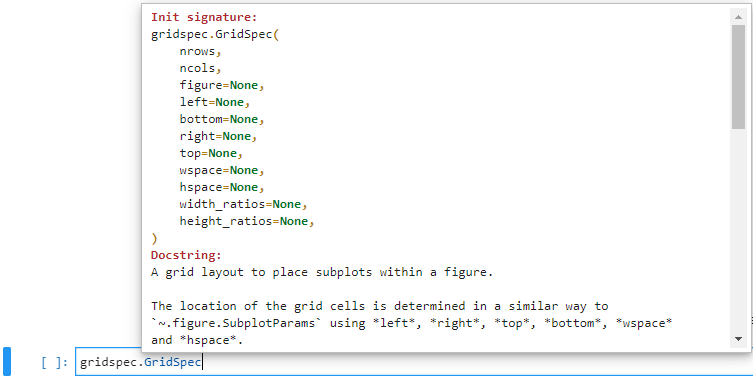 Init signature:
gridspec.GridSpec(
    nrows,
    ncols,
    figure=None,
    left=None,
    bottom=None,
    right=None,
    top=None,
    wspace=None,
    hspace=None,
    width_ratios=None,
    height_ratios=None,
)
Docstring:
A grid layout to place subplots within a figure.

The location of the grid cells is determined in a similar way to
`~.figure.SubplotParams` using *left*, *right*, *top*, *bottom*, *wspace*
and *hspace*.
[ ]: gridspec.GridSpec